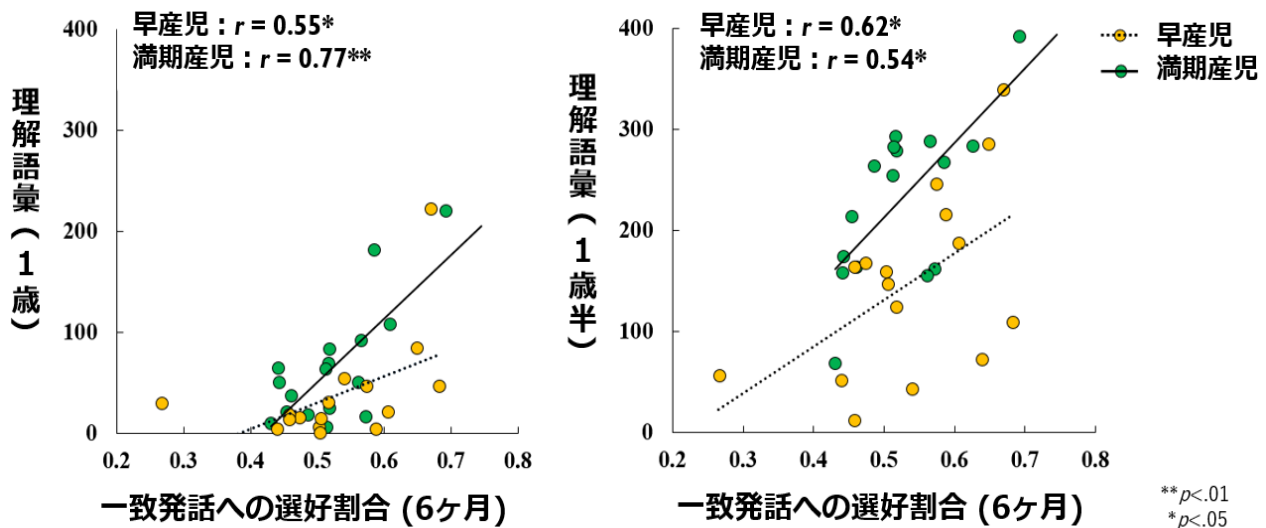 早産児：r = 0.55*
満期産児：r = 0.77**
理解語彙（1歳）
400
300
200
100
0
0.2 0.3 0.4 0.5 0.6 0.7 0.8
一致発話への選好割合 (6ヶ月)
早産児：r = 0.62*
満期産児：r = 0.54*
理解語彙（1歳半）
400
300
200
100
0
0.2 0.3 0.4 0.5 0.6 0.7 0.8
一致発話への選好割合 (6ヶ月)
早産児
満期産児
**p<.01
*p<.05